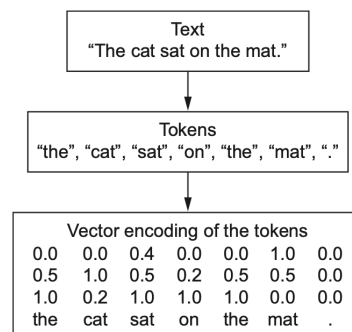 Text
“The cat sat on the mat.”
Tokens
“the”, “cat”, “sat”, “on”, “the”, “mat”, “.”
Vector encoding of the tokens
0.0 0.0 0.4 0.0 0.0 1.0 0.0
0.5 1.0 0.5 0.2 0.5 0.5 0.0
1.0 0.2 1.0 1.0 1.0 0.0 0.0
the cat sat on the mat .